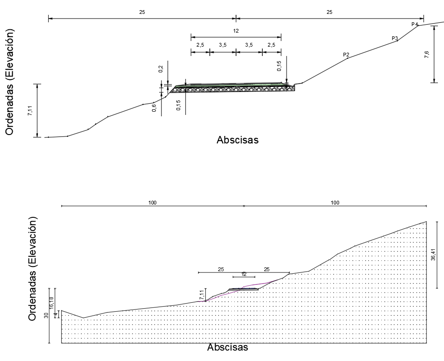 25 25
12
2,5 3,5 3,5 2,5
0,2
0,15
7,11
0,6
0,15
P2
P3
P4
7,6
Ordenadas (Elevación)
Abscisas
100 100
25 25
12
7,11
36,41
30
Ordenadas (Elevación)
Abscisas